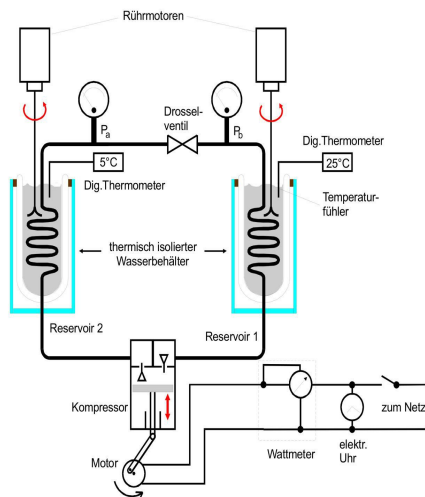 Rührmotoren
Drossel-
ventil
Pa
Pb
Dig.Thermometer
5°C
Dig.Thermometer
25°C
Temperatur-
fühler
thermisch isolierter
Wasserbehälter
Reservoir 2
Reservoir 1
Kompressor
Motor
Wattmeter
elektr.
Uhr
zum Netz